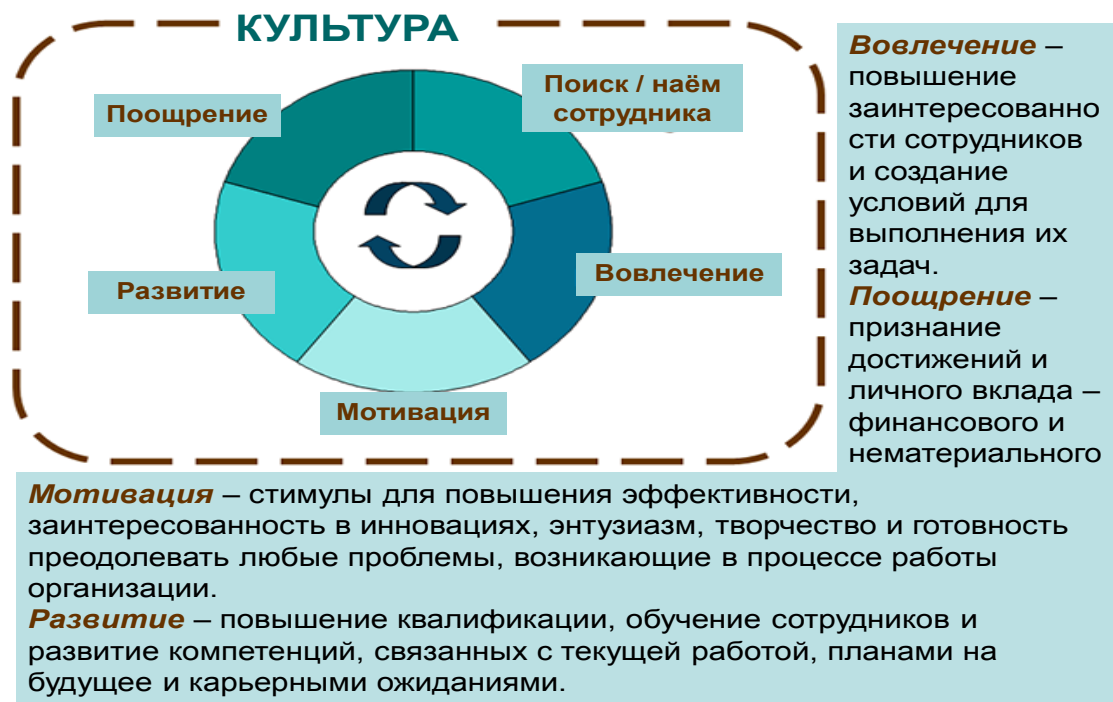 КУЛЬТУРА
Поощрение
Поиск / наём
сотрудника
Развитие
Вовлечение
Мотивация
Вовлечение –
повышение
заинтересованно
сти сотрудников
и создание
условий для
выполнения их
задач.
Поощрение –
признание
достижений и
личного вклада –
финансового и
нематериального
Мотивация – стимулы для повышения эффективности,
заинтересованность в инновациях, энтузиазм, творчество и готовность
преодолевать любые проблемы, возникающие в процессе работы
организации.
Развитие – повышение квалификации, обучение сотрудников и
развитие компетенций, связанных с текущей работой, планами на
будущее и карьерными ожиданиями.